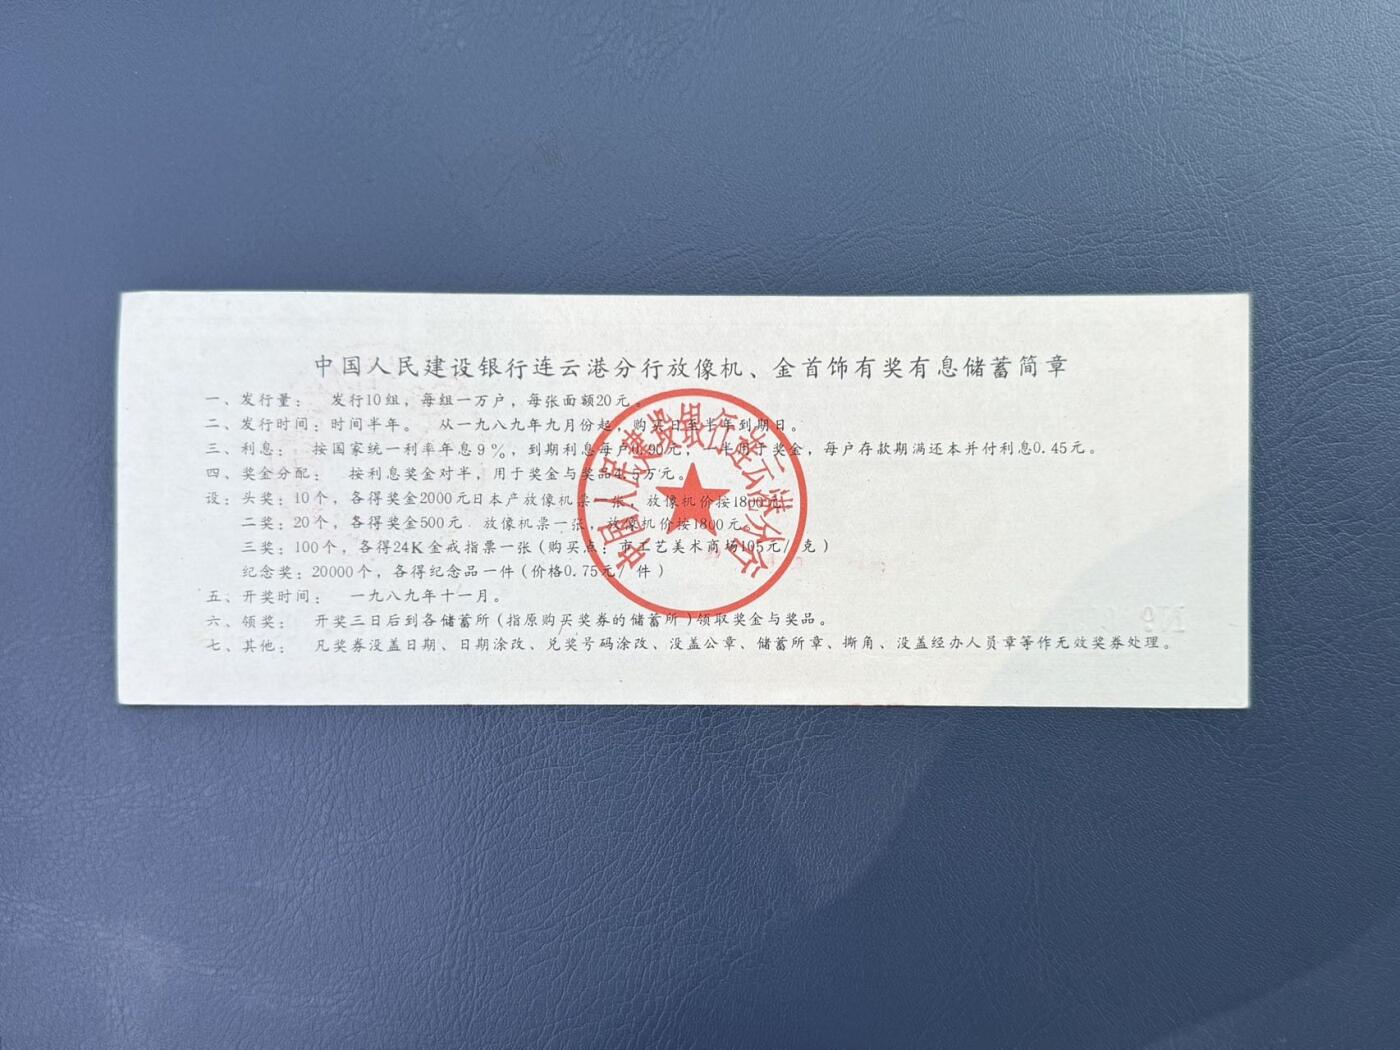 中国人民建设银行连云港分行放像机、金首饰有奖有息储蓄简章
一、发行量： 发行10组，每组一万户，每张面额20元。
二、发行时间：时间半年。 从一九八九年九月份起，购买日至半年到期日。
三、利息： 按国家统一利率年息9%，到期利息每户0.90元， 半用于奖金，每户存款期满还本并付利息0.45元。
四、奖金分配： 按利息奖金对半，用于奖金与奖品4.5万元。
设：头奖：10个，各得奖金2000元日本产放像机票一张，放像机价按1800元。
二奖：20个，各得奖金500元 放像机票一张，放像机价按1800元。
三奖：100个，各得24K金戒指票一张(购买点：市工艺美术商场105元/克)
纪念奖：20000个，各得纪念品一件(价格0.75元/件)
五、开奖时间： 一九八九年十一月。
六、领奖： 开奖三日后到各储蓄所(指原购买奖券的储蓄所)领取奖金与奖品。
七、其他： 凡奖券没盖日期、日期涂改、兑奖号码涂改、没盖公章、储蓄所章、撕角、没盖经办人员章等作无效奖券处理。
中国人民建设银行连云港分行